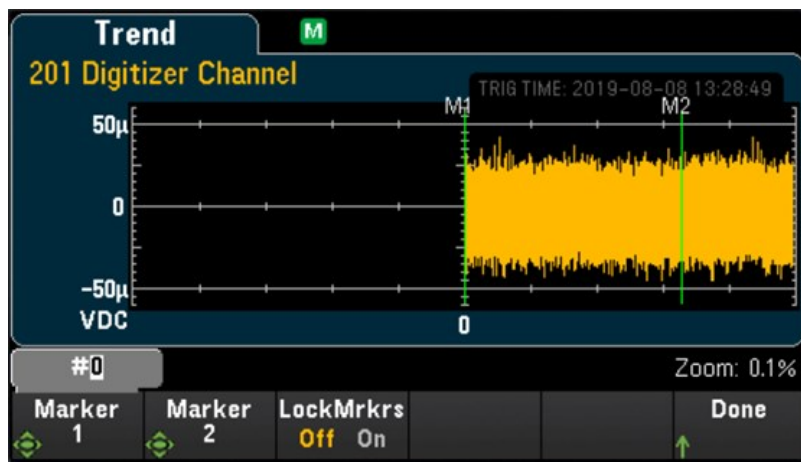 Trend M
201 Digitizer Channel
TRIG TIME: 2019-08-08 13:28:49
M1 M2
50µ
0
-50µ
VDC 0
#0 Zoom: 0.1%
Marker Marker LockMrkrs Done
1 2 Off On